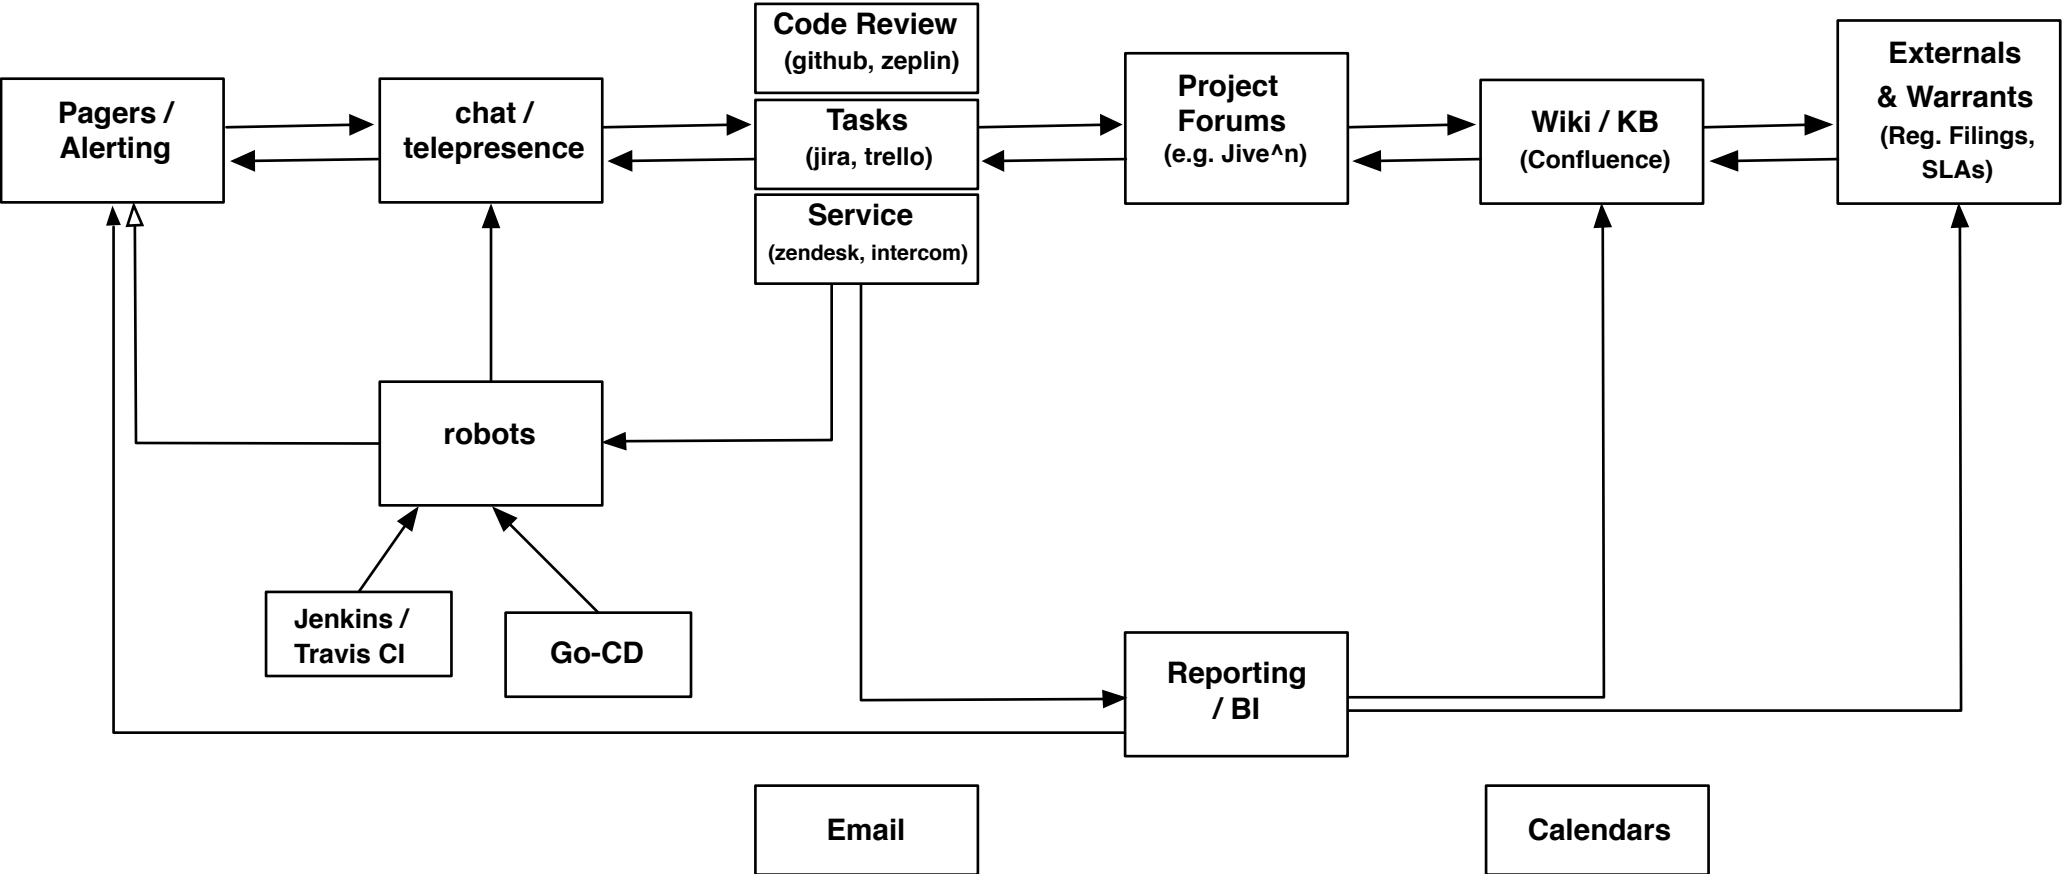 Code Review
(github, zeplin)
Pagers /
Alerting
chat /
telepresence
Tasks
(jira, trello)
Service
(zendesk, intercom)
Project
Forums
(e.g. Jive^n)
Wiki / KB
(Confluence)
Externals
& Warrants
(Reg. Filings,
SLAs)
robots
Jenkins /
Travis CI
Go-CD
Reporting
/ BI
Email
Calendars